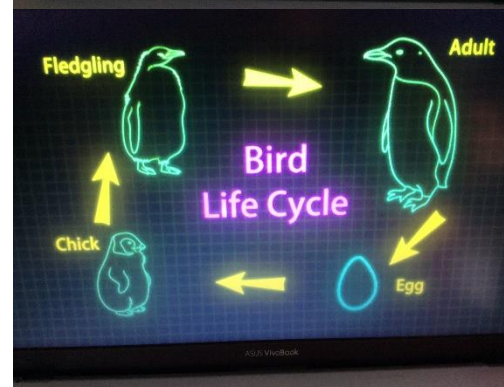 Fledgling
Adult
Bird
Life Cycle
Chick
Egg
ASUS VivoBook